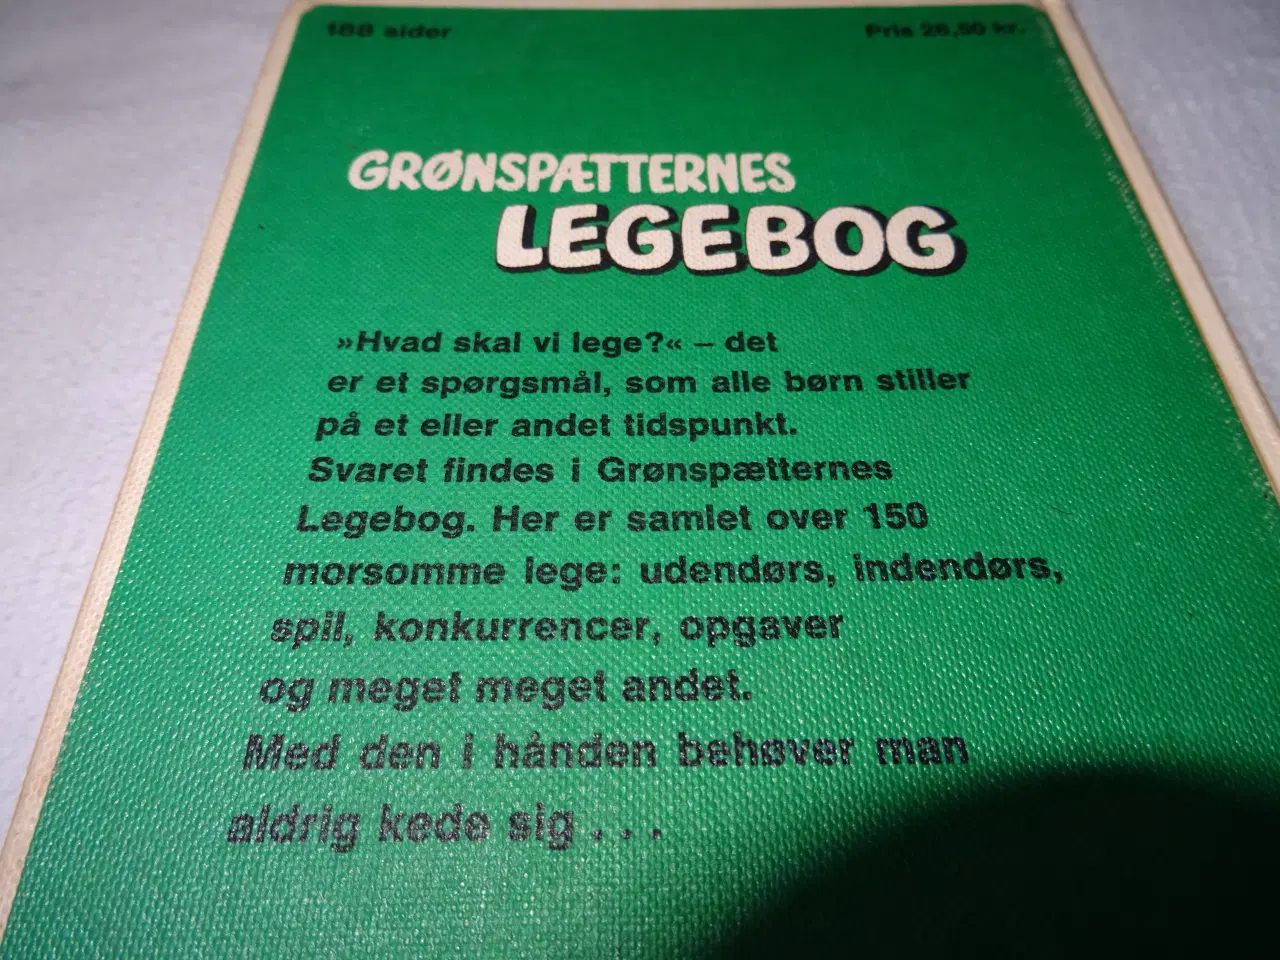 188 sider
Pris 26,50 kr.
GRØNSPÆTTERNES
LEGEBOG
»Hvad skal vi lege?« – det
er et spørgsmål, som alle børn stiller
på et eller andet tidspunkt.
Svaret findes i Grønspætternes
Legebog. Her er samlet over 150
morsomme lege: udendørs, indendørs,
spil, konkurrencer, opgaver
og meget meget andet.
Med den i hånden behøver man
aldrig kede sig . . .